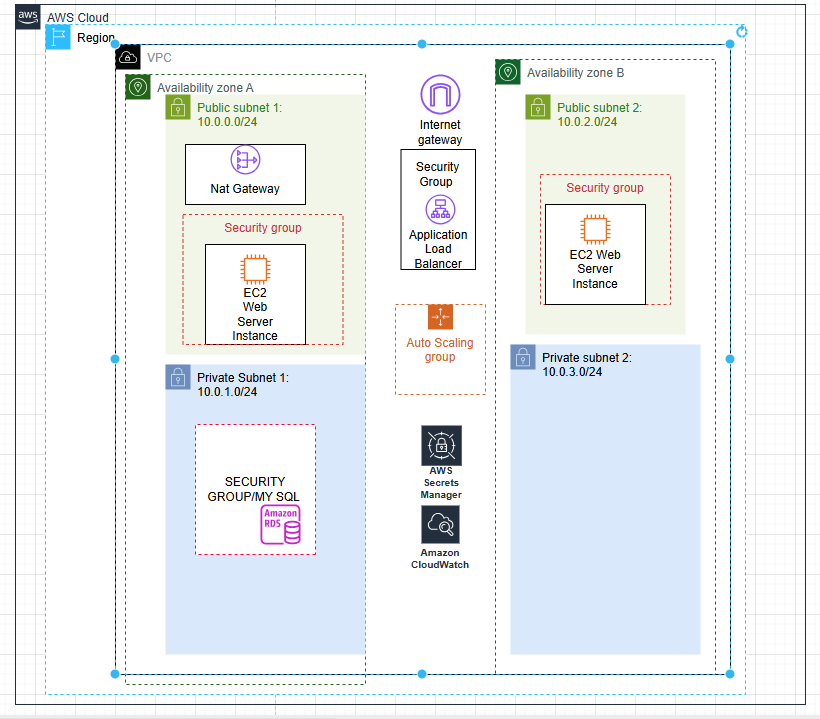 aws
AWS Cloud
Region
VPC
Availability zone A
Public subnet 1:
10.0.0.0/24
Nat Gateway
Security group
EC2
Web
Server
Instance
Private Subnet 1:
10.0.1.0/24
SECURITY
GROUP/MY SQL
Amazon
RDS
Internet
gateway
Security
Group
Application
Load
Balancer
Auto Scaling
group
AWS
Secrets
Manager
Amazon
CloudWatch
Availability zone B
Public subnet 2:
10.0.2.0/24
Security group
EC2 Web
Server
Instance
Private subnet 2:
10.0.3.0/24